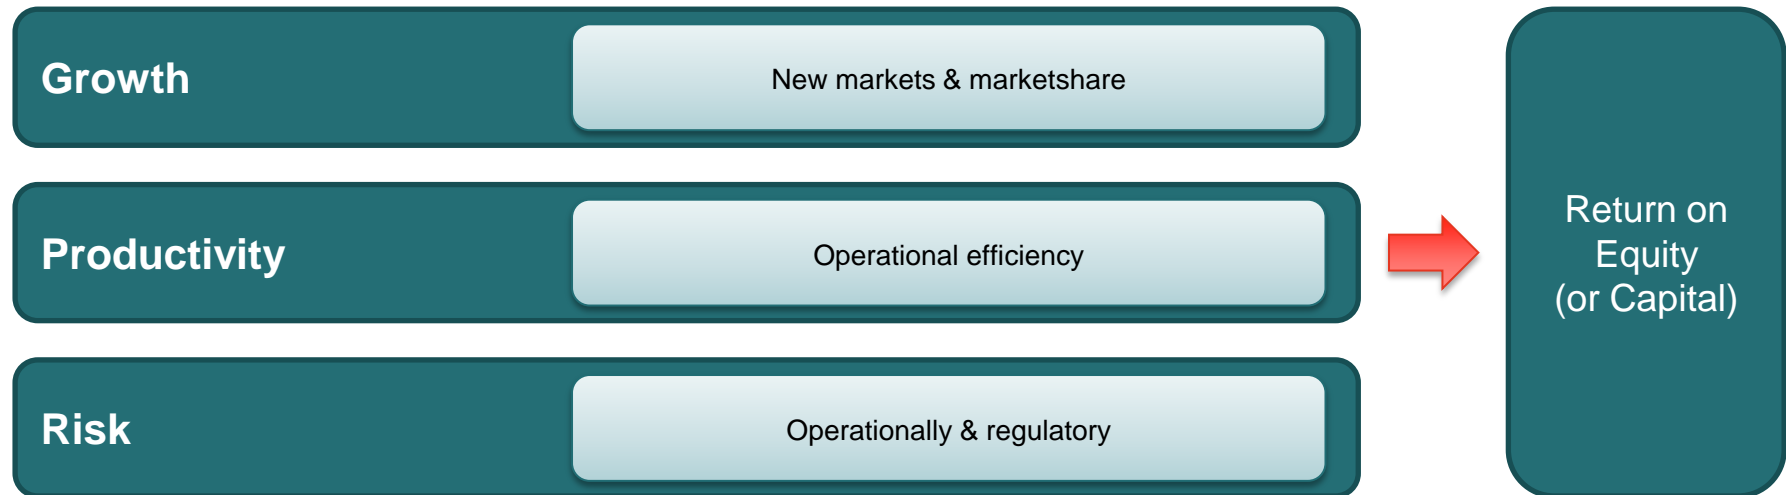 Growth
New markets & marketshare
Productivity
Operational efficiency
Risk
Operationally & regulatory
Return on
Equity
(or Capital)